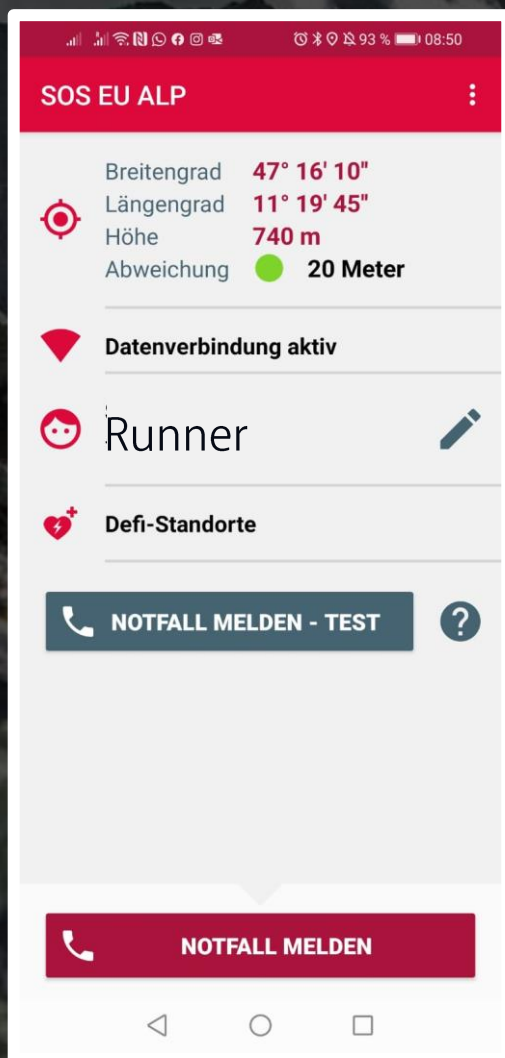 93 % 08:50
SOS EU ALP
Breitengrad 47° 16' 10"
Längengrad 11° 19' 45"
Höhe 740 m
Abweichung 20 Meter
Datenverbindung aktiv
Runner
Defi-Standorte
NOTFALL MELDEN - TEST ?
NOTFALL MELDEN